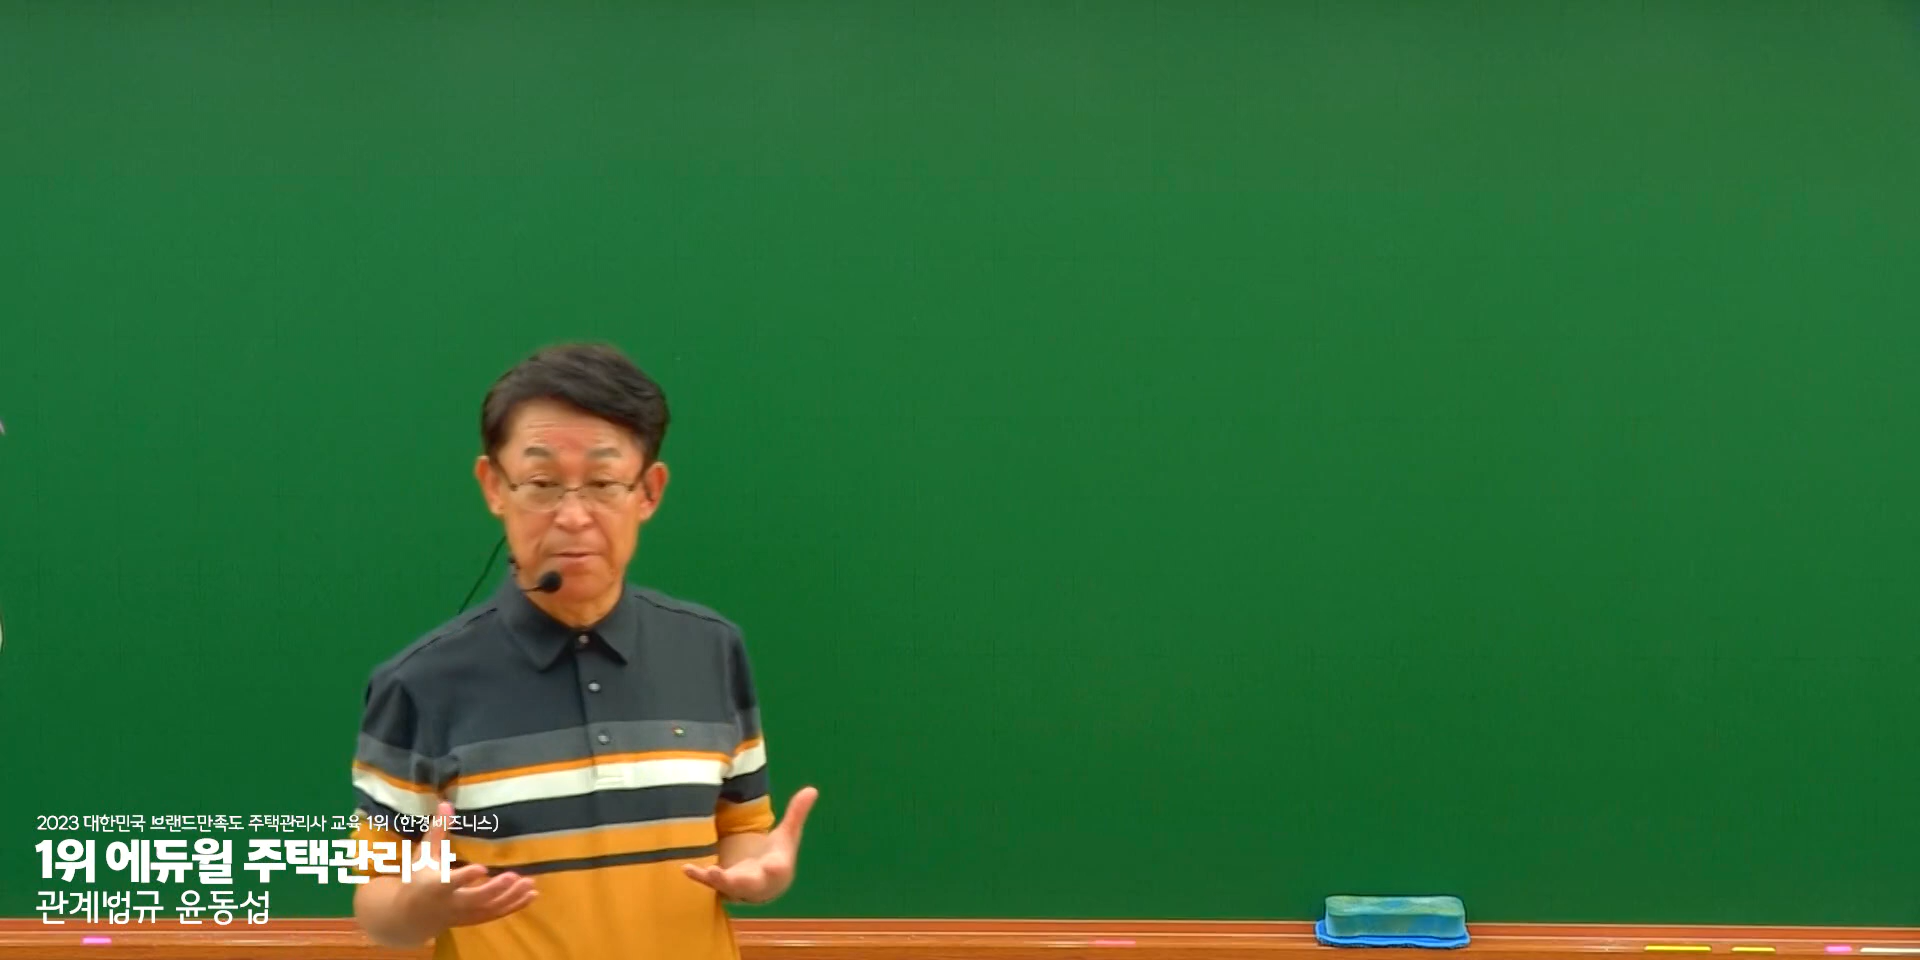 2023 대한민국 브랜드만족도 주택관리사 교육 1위 (한경비즈니스)
1위 에듀윌 주택관리사
관계법규 윤동섭